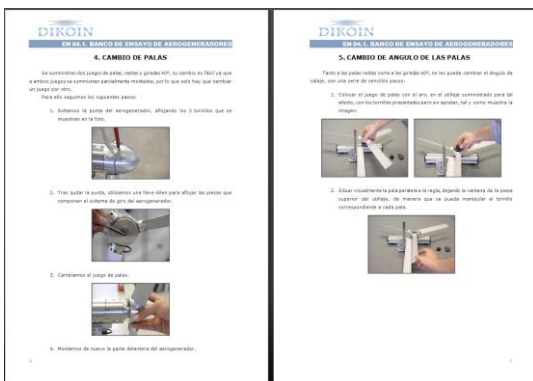 DIKOIN
EN 04.1. BANCO DE ENSAYO DE AEROGENERADORES
4. CAMBIO DE PALAS
Se suministran dos juegos de palas, rectas y giradas 40º, su cambio es fácil ya que
a ambos juegos se suministran parcialmente montados, por lo que solo hay que cambiar
un juego por otro.
Para ello seguimos los siguientes pasos:
1. Soltamos la punta del aerogenerador, aflojando los 3 tornillos que se
muestran en la foto.
2. Tras quitar la punta, utilizamos una llave Allen para aflojar las piezas que
componen el sistema de giro del aerogenerador.
3. Cambiamos el juego de palas.
4. Montamos de nuevo la parte delantera del aerogenerador.
6
DIKOIN
EN 04.1. BANCO DE ENSAYO DE AEROGENERADORES
5. CAMBIO DE ANGULO DE LAS PALAS
Tanto a las palas rectas como a las giradas 40º, se les puede cambiar el ángulo de
calaje, con una serie de sencillos pasos:
1. Colocar el juego de palas con el aro, en el utillaje suministrado para tal
efecto, con los tornillos presentados pero sin apretar, tal y como muestra la
imagen.
2. Situar visualmente la pala paralela a la regla, dejando la ventana de la pieza
superior del utillaje, de manera que se pueda manipular el tornillo
correspondiente a cada pala.
7